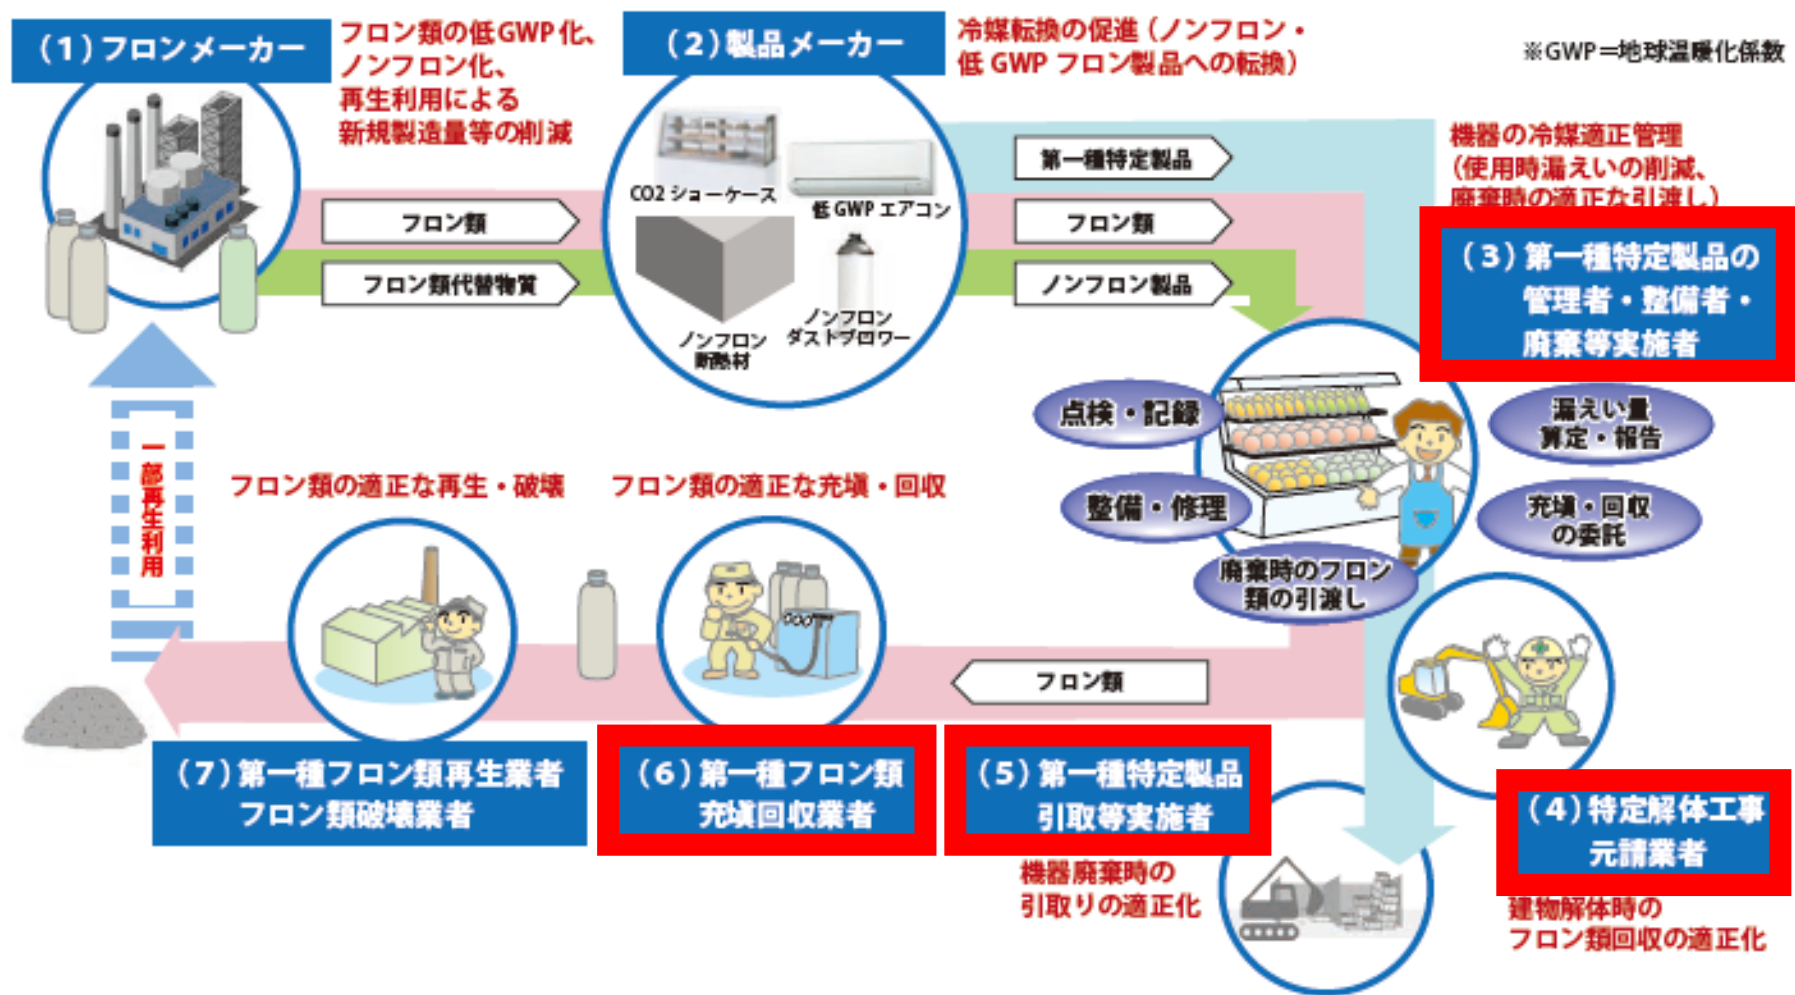 (1)フロンメーカー
フロン類の低GWP化、
ノンフロン化、
再生利用による
新規製造量等の削減
(2)製品メーカー
冷媒転換の促進(ノンフロン・
低GWPフロン製品への転換)
※GWP=地球温暖化係数
CO2ショーケース
低GWPエアコン
ノンフロン
断熱材
ノンフロン
ダストブロワー
フロン類
フロン類代替物質
第一種特定製品
フロン類
ノンフロン製品
機器の冷媒適正管理
(使用時漏えいの削減、
廃棄時の適正な引渡し)
(3)第一種特定製品の
管理者・整備者・
廃棄等実施者
点検・記録
整備・修理
廃棄時のフロン
類の引渡し
漏えい量
算定・報告
充塡・回収
の委託
(4)特定解体工事
元請業者
建物解体時の
フロン類回収の適正化
フロン類
(5)第一種特定製品
引取等実施者
機器廃棄時の
引取りの適正化
フロン類の適正な充塡・回収
(6)第一種フロン類
充塡回収業者
フロン類の適正な再生・破壊
(7)第一種フロン類再生業者
フロン類破壊業者
一部再生利用